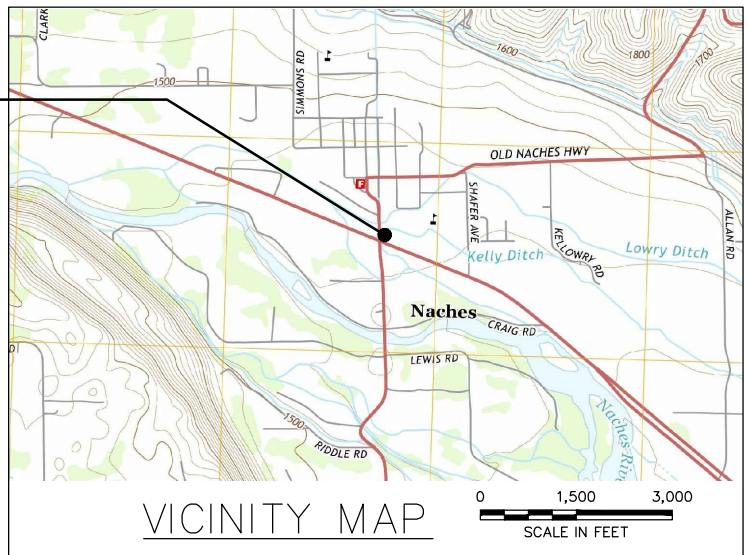 CLARK
SIMMONS RD
1600
1800
1700
1500
OLD NACHES HWY
F
SHAFER AVE
KELLOWRY RD
ALLAN RD
Lowry Ditch
Kelly Ditch
Naches
CRAIG RD
LEWIS RD
D
1500
RIDDLE RD
Naches River
VICINITY MAP
0 1,500 3,000
SCALE IN FEET